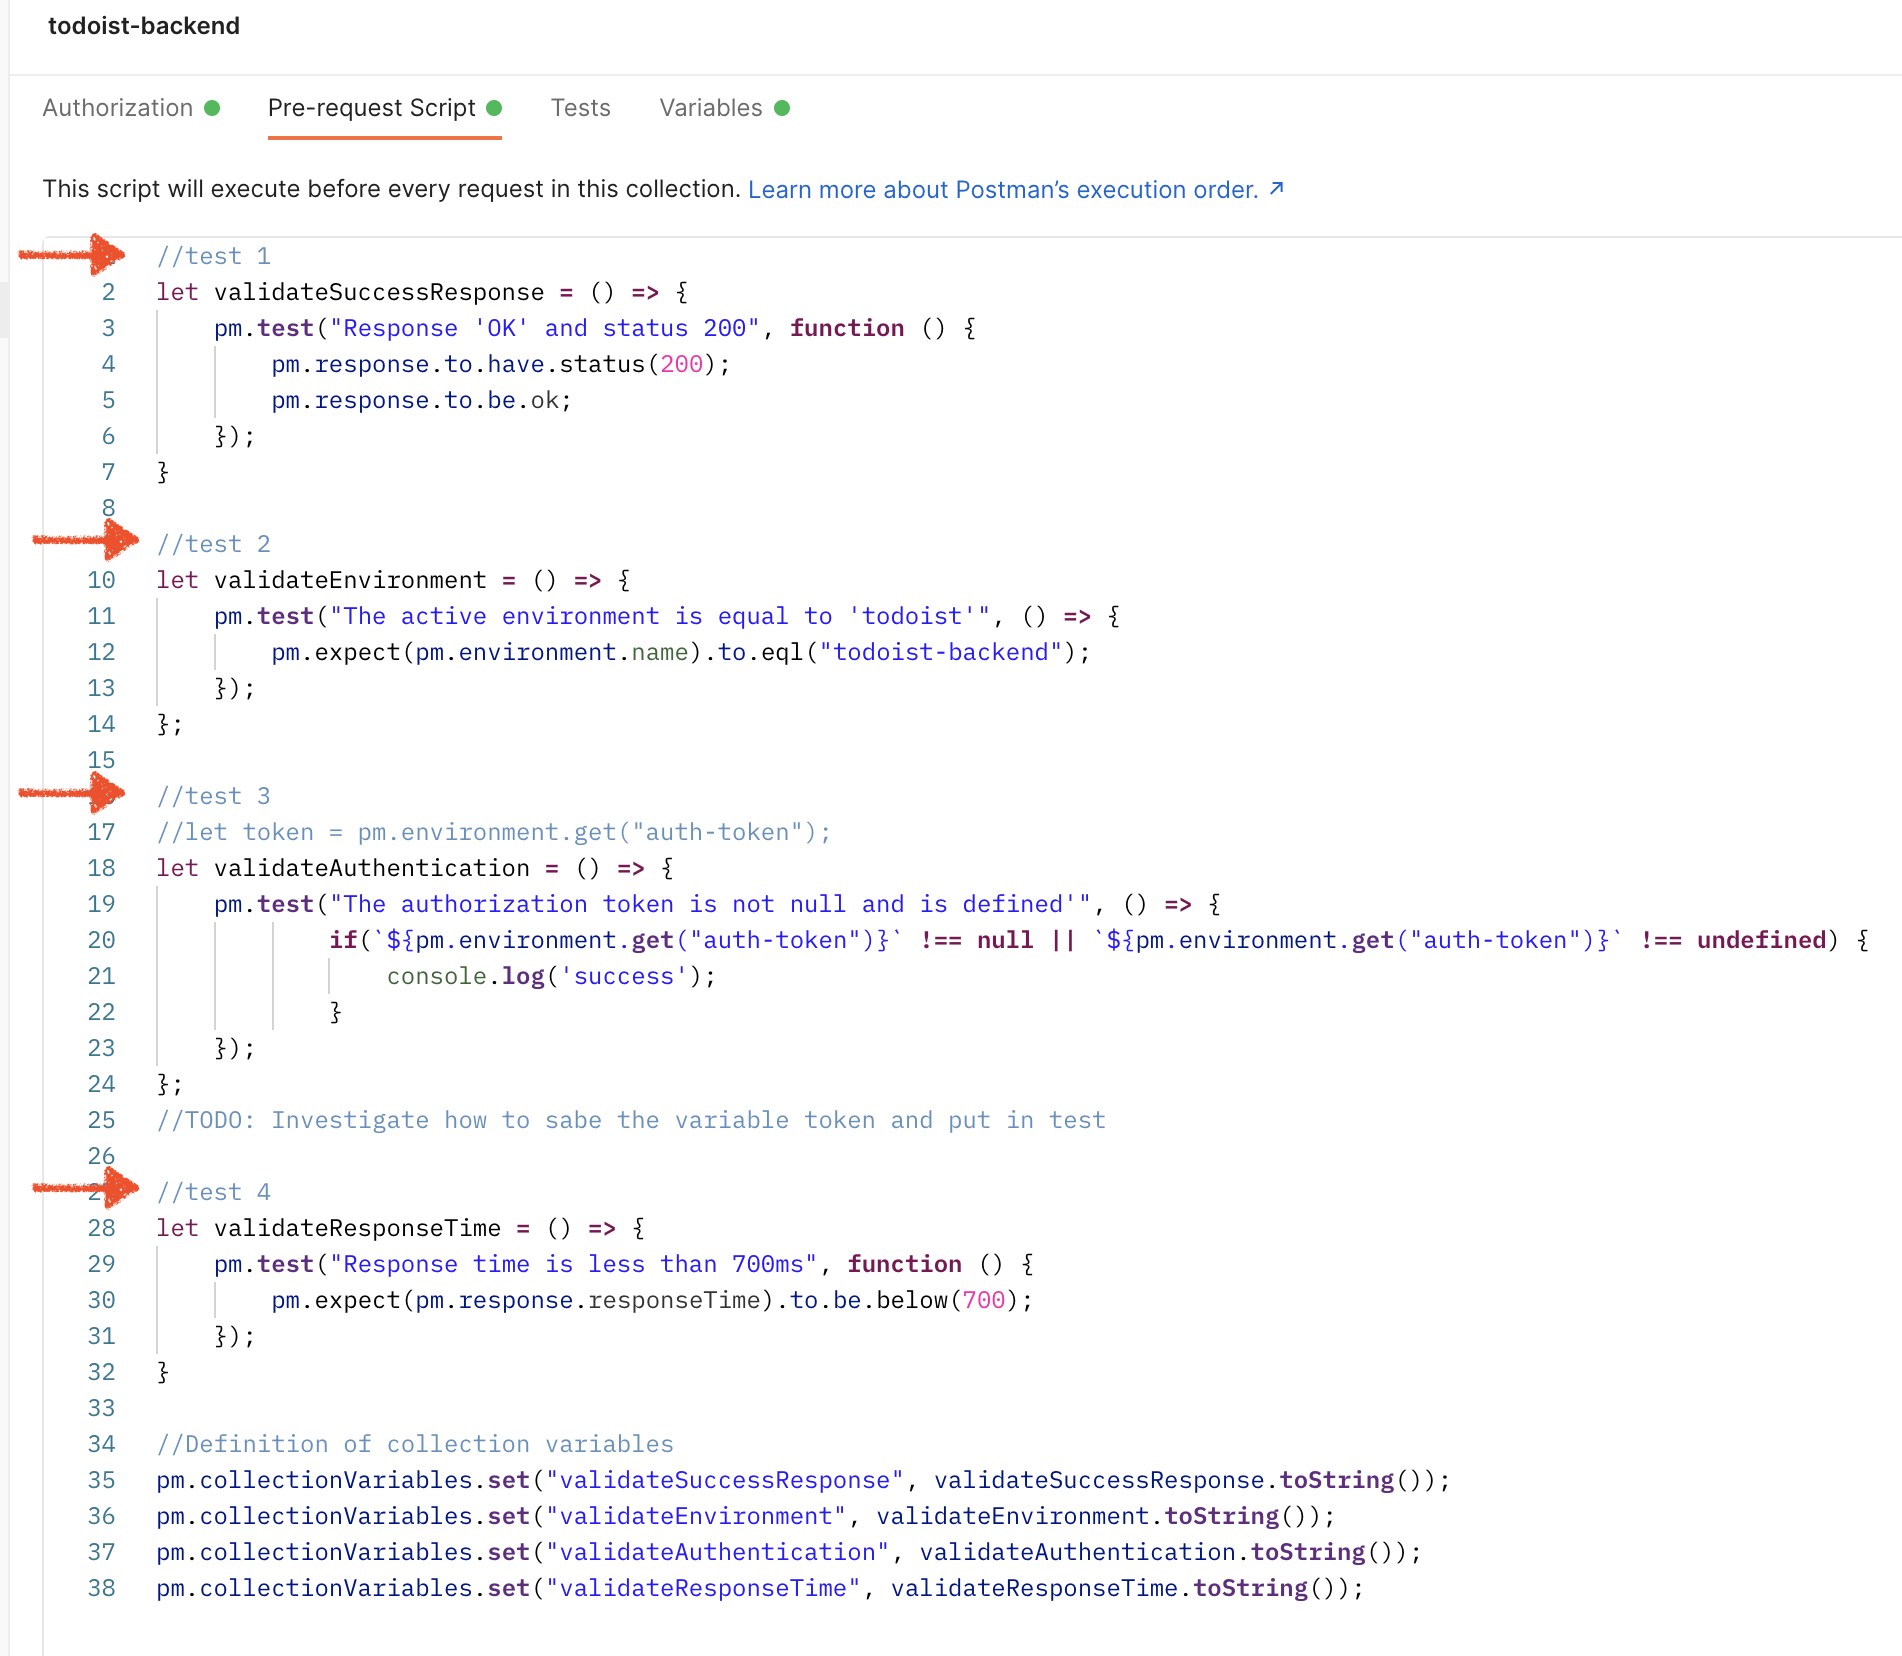 todoist-backend
Authorization Pre-request Script Tests Variables
This script will execute before every request in this collection. Learn more about Postman’s execution order. ↗
//test 1
2 let validateSuccessResponse = () => {
3 pm.test("Response 'OK' and status 200", function () {
4 pm.response.to.have.status(200);
5 pm.response.to.be.ok;
6 });
7 }
8
//test 2
10 let validateEnvironment = () => {
11 pm.test("The active environment is equal to 'todoist'", () => {
12 pm.expect(pm.environment.name).to.eql("todoist-backend");
13 });
14 };
15
//test 3
17 //let token = pm.environment.get("auth-token");
18 let validateAuthentication = () => {
19 pm.test("The authorization token is not null and is defined'", () => {
20 if(`${pm.environment.get("auth-token")}` !== null || `${pm.environment.get("auth-token")}` !== undefined) {
21 console.log('success');
22 }
23 });
24 };
25 //TODO: Investigate how to sabe the variable token and put in test
26
//test 4
28 let validateResponseTime = () => {
29 pm.test("Response time is less than 700ms", function () {
30 pm.expect(pm.response.responseTime).to.be.below(700);
31 });
32 }
33
34 //Definition of collection variables
35 pm.collectionVariables.set("validateSuccessResponse", validateSuccessResponse.toString());
36 pm.collectionVariables.set("validateEnvironment", validateEnvironment.toString());
37 pm.collectionVariables.set("validateAuthentication", validateAuthentication.toString());
38 pm.collectionVariables.set("validateResponseTime", validateResponseTime.toString());